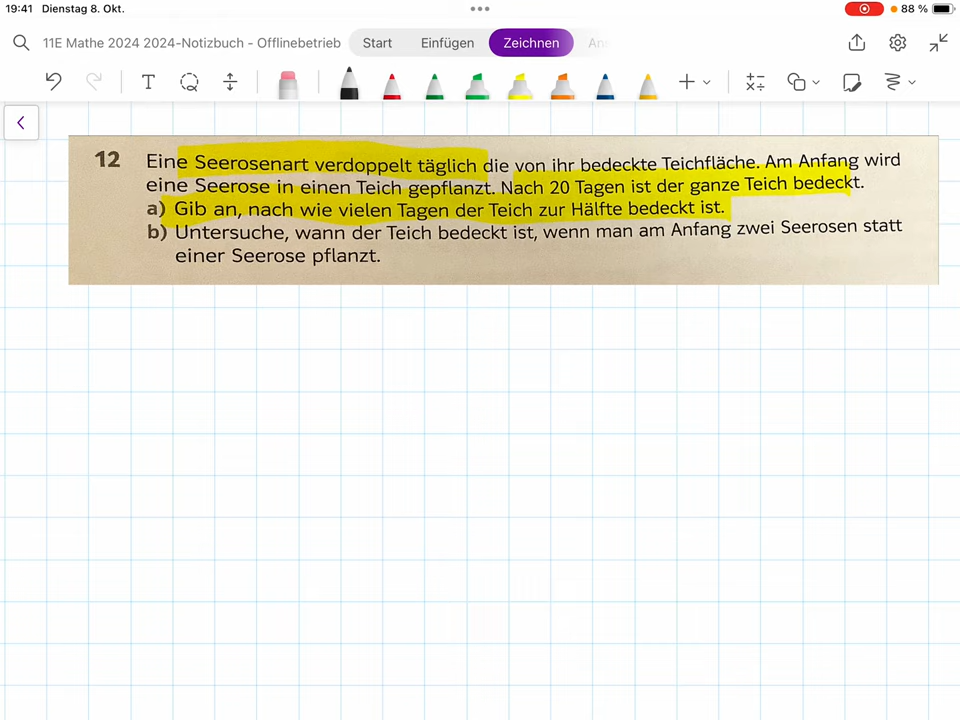 19:41 Dienstag 8. Okt.
88 %
11E Mathe 2024 2024-Notizbuch - Offlinebetrieb
Start Einfügen Zeichnen Ans
12 Eine Seerosenart verdoppelt täglich die von ihr bedeckte Teichfläche. Am Anfang wird
eine Seerose in einen Teich gepflanzt. Nach 20 Tagen ist der ganze Teich bedeckt.
a) Gib an, nach wie vielen Tagen der Teich zur Hälfte bedeckt ist.
b) Untersuche, wann der Teich bedeckt ist, wenn man am Anfang zwei Seerosen statt
einer Seerose pflanzt.